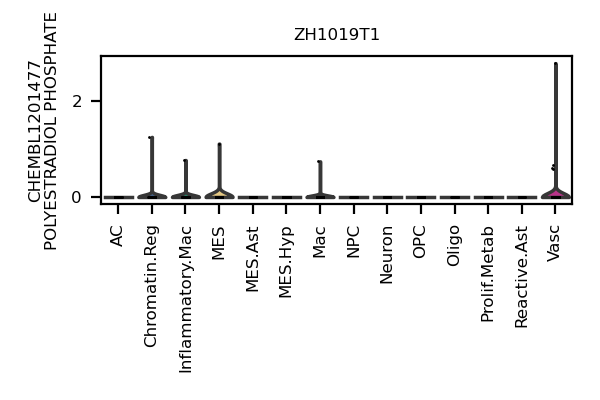 ZH1019T1
CHEMBL1201477
POLYESTRADIOL PHOSPHATE
2
0
AC
Chromatin.Reg
Inflammatory.Mac
MES
MES.Ast
MES.Hyp
Mac
NPC
Neuron
OPC
Oligo
Prolif.Metab
Reactive.Ast
Vasc